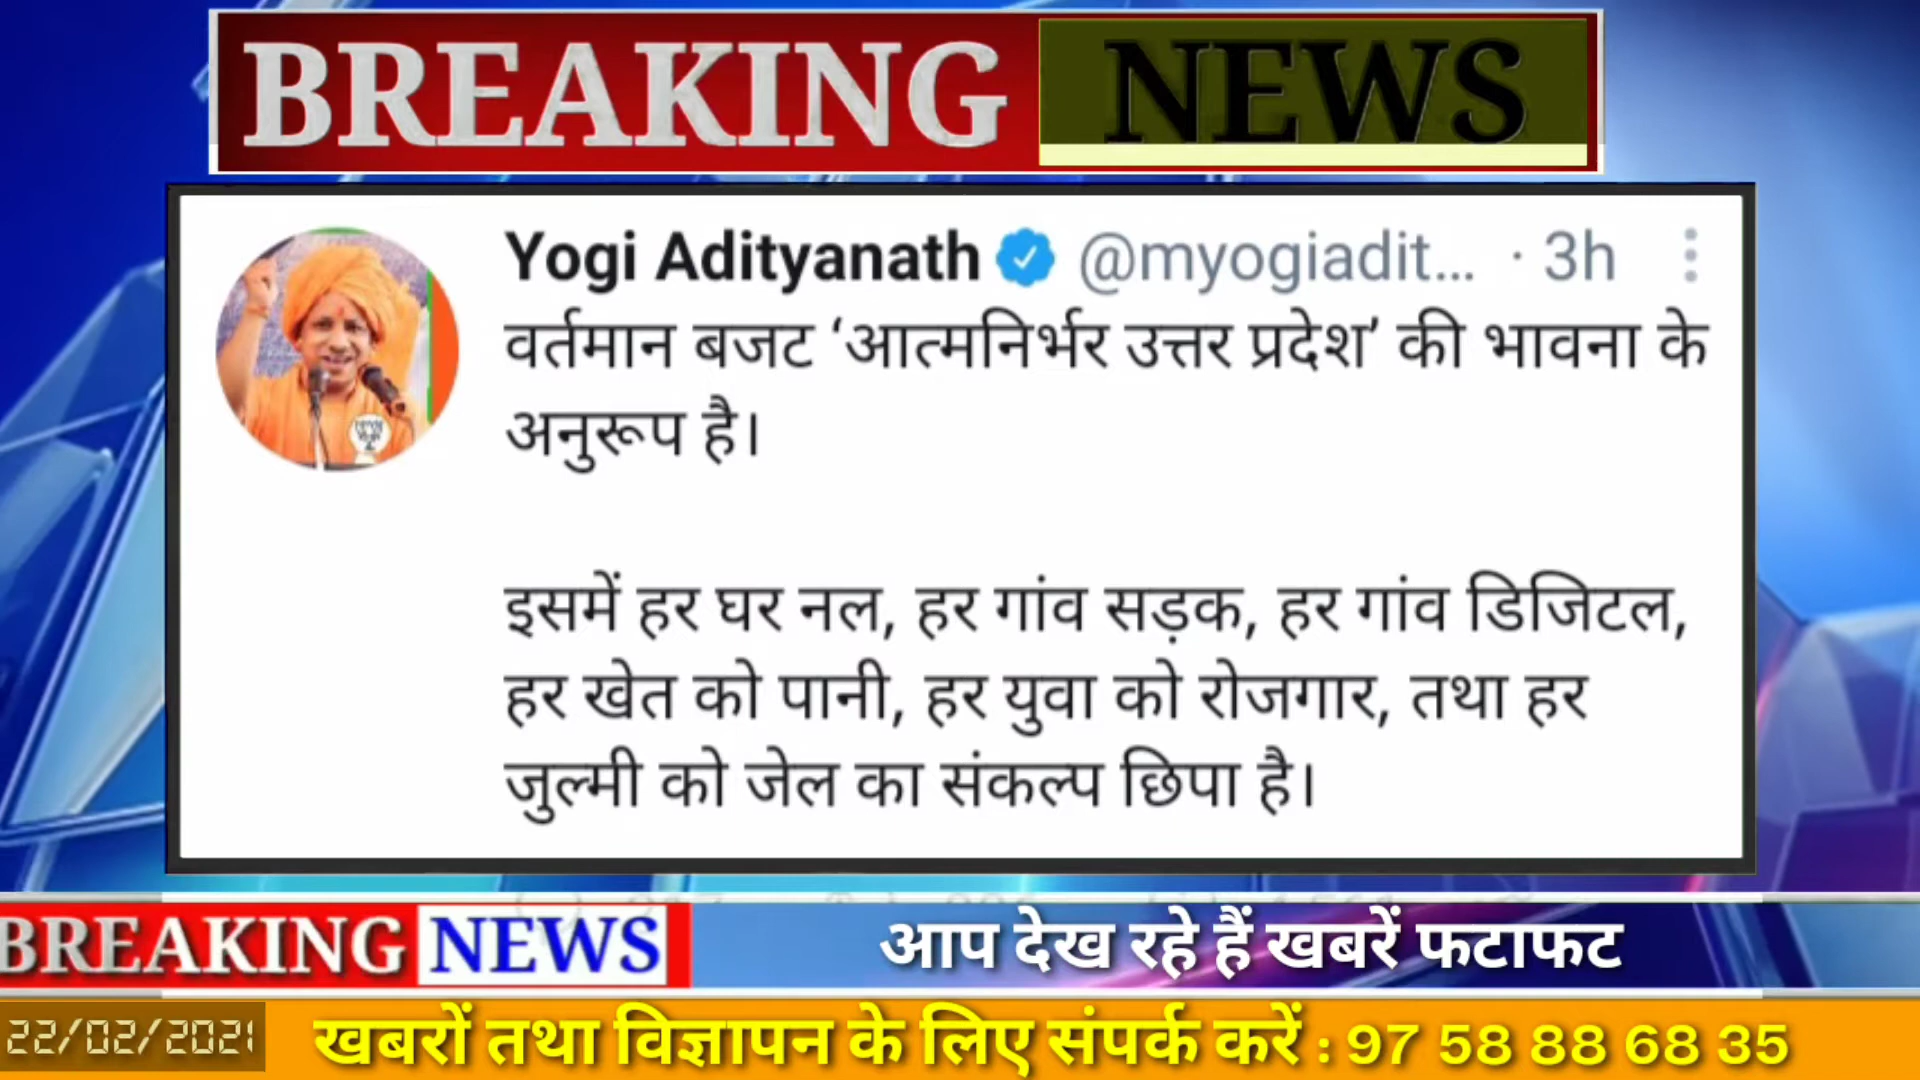 BREAKING NEWS
Yogi Adityanath @myogiadit... · 3h
वर्तमान बजट ‘आत्मनिर्भर उत्तर प्रदेश’ की भावना के
अनुरूप है।
इसमें हर घर नल, हर गांव सड़क, हर गांव डिजिटल,
हर खेत को पानी, हर युवा को रोजगार, तथा हर
जुल्मी को जेल का संकल्प छिपा है।
BREAKING NEWS आप देख रहे हैं खबरें फटाफट
22/02/2021 खबरों तथा विज्ञापन के लिए संपर्क करें : 97 58 88 68 35